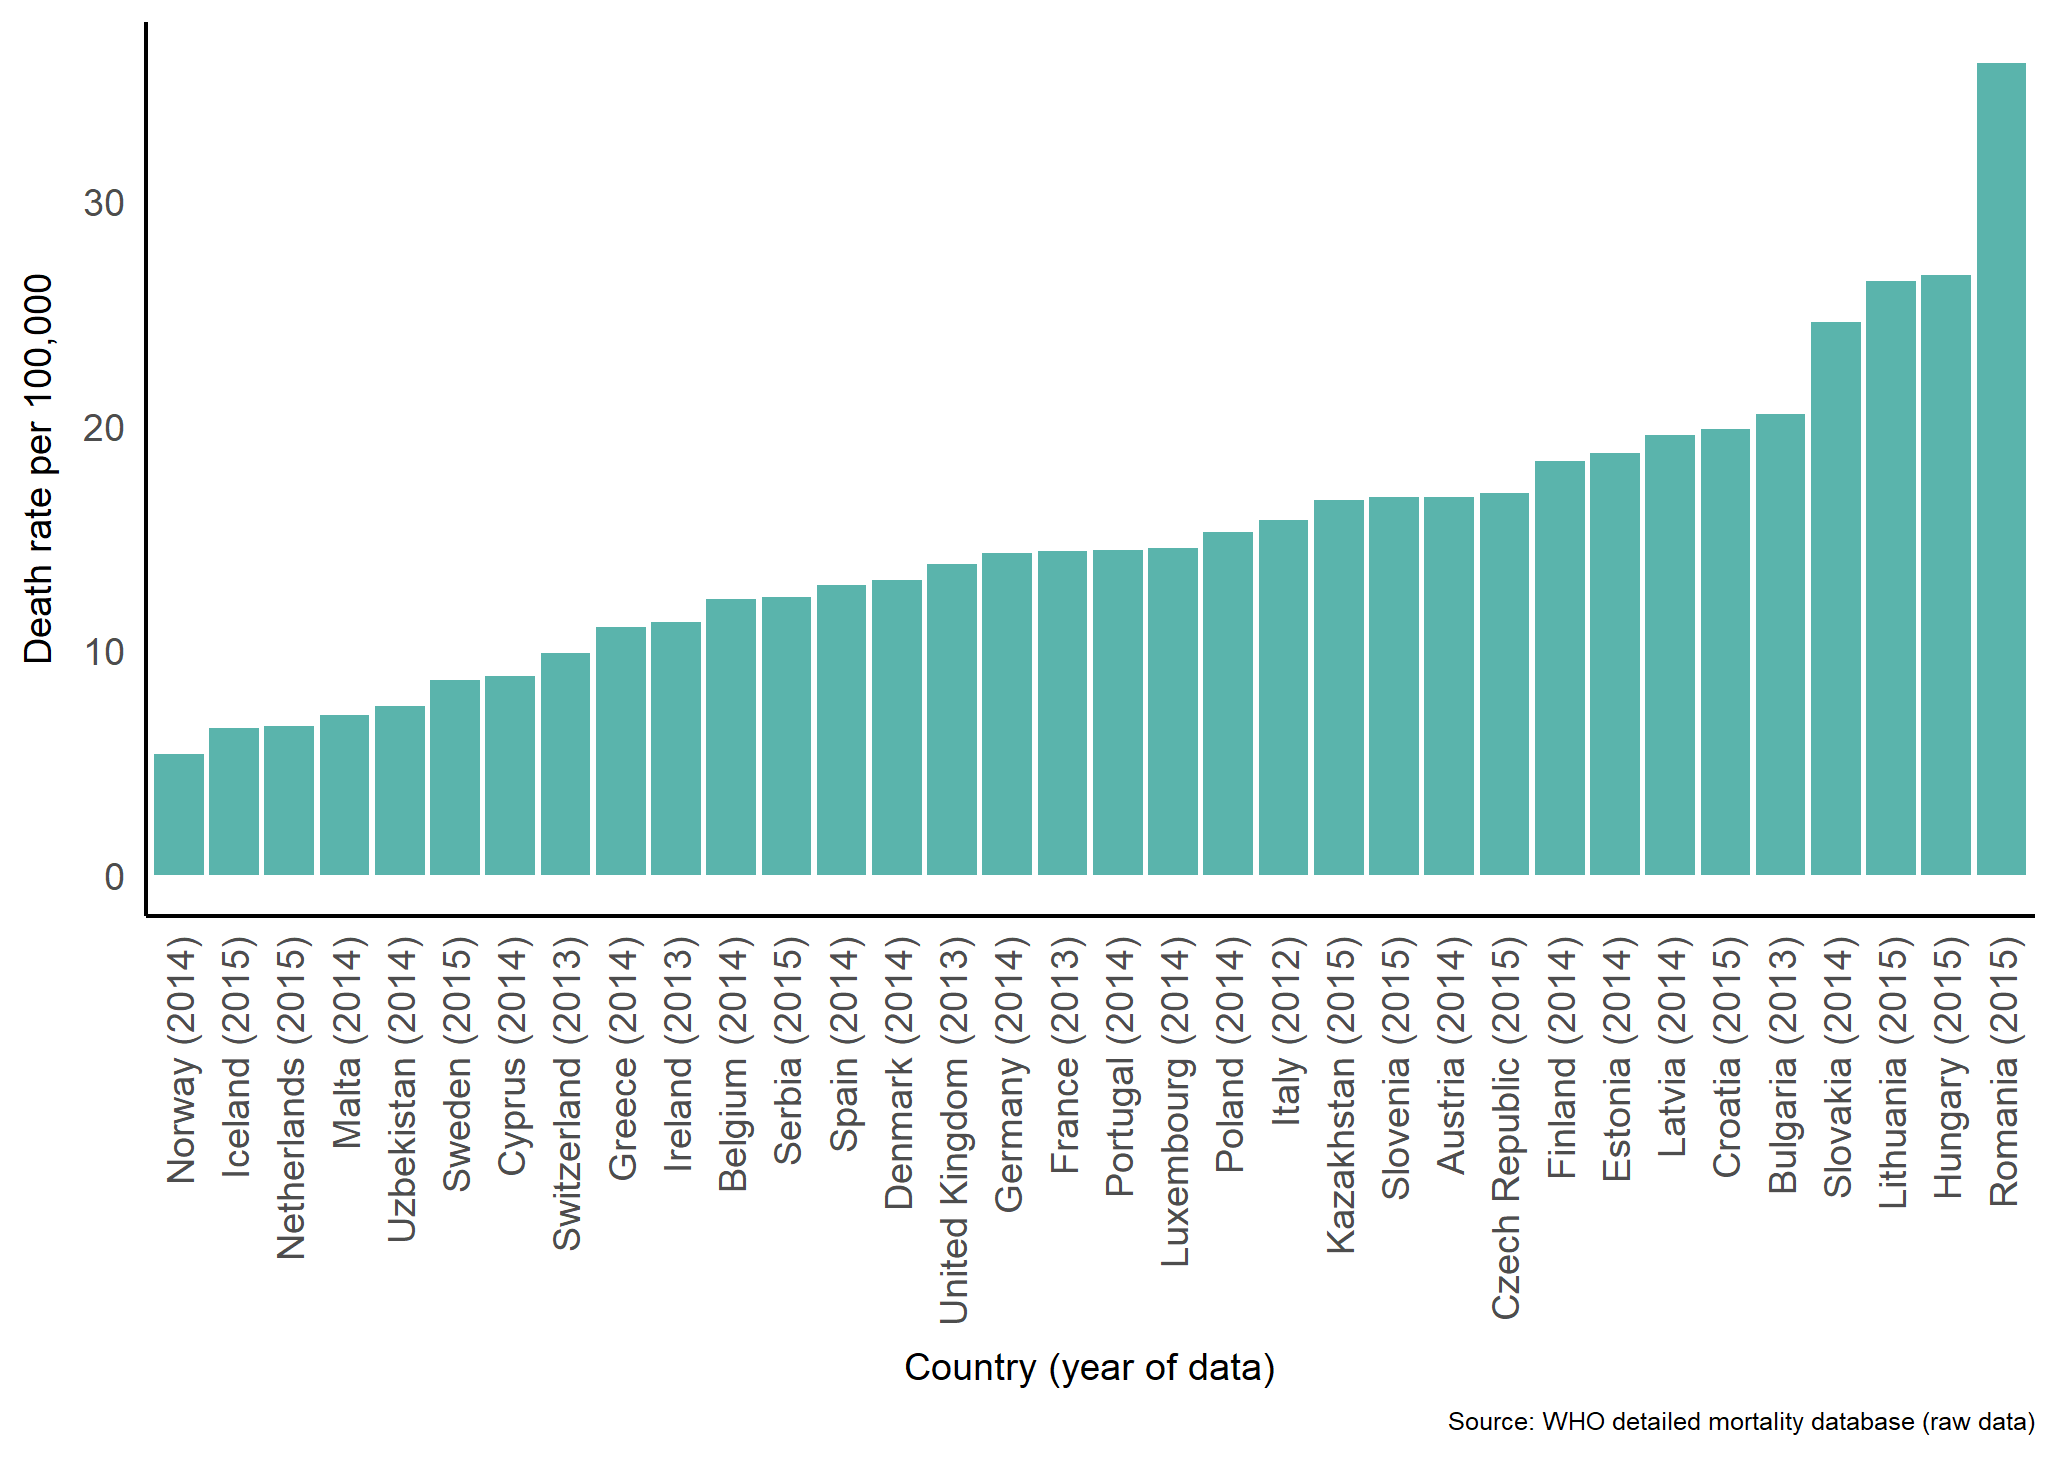 Death rate per 100,000
30
20
10
0
Norway (2014)
Iceland (2015)
Netherlands (2015)
Malta (2014)
Uzbekistan (2014)
Sweden (2015)
Cyprus (2014)
Switzerland (2013)
Greece (2014)
Ireland (2013)
Belgium (2014)
Serbia (2015)
Spain (2014)
Denmark (2014)
United Kingdom (2013)
Germany (2014)
France (2013)
Portugal (2014)
Luxembourg (2014)
Poland (2014)
Italy (2012)
Kazakhstan (2015)
Slovenia (2015)
Austria (2014)
Czech Republic (2015)
Finland (2014)
Estonia (2014)
Latvia (2014)
Croatia (2015)
Bulgaria (2013)
Slovakia (2014)
Lithuania (2015)
Hungary (2015)
Romania (2015)
Country (year of data)
Source: WHO detailed mortality database (raw data)